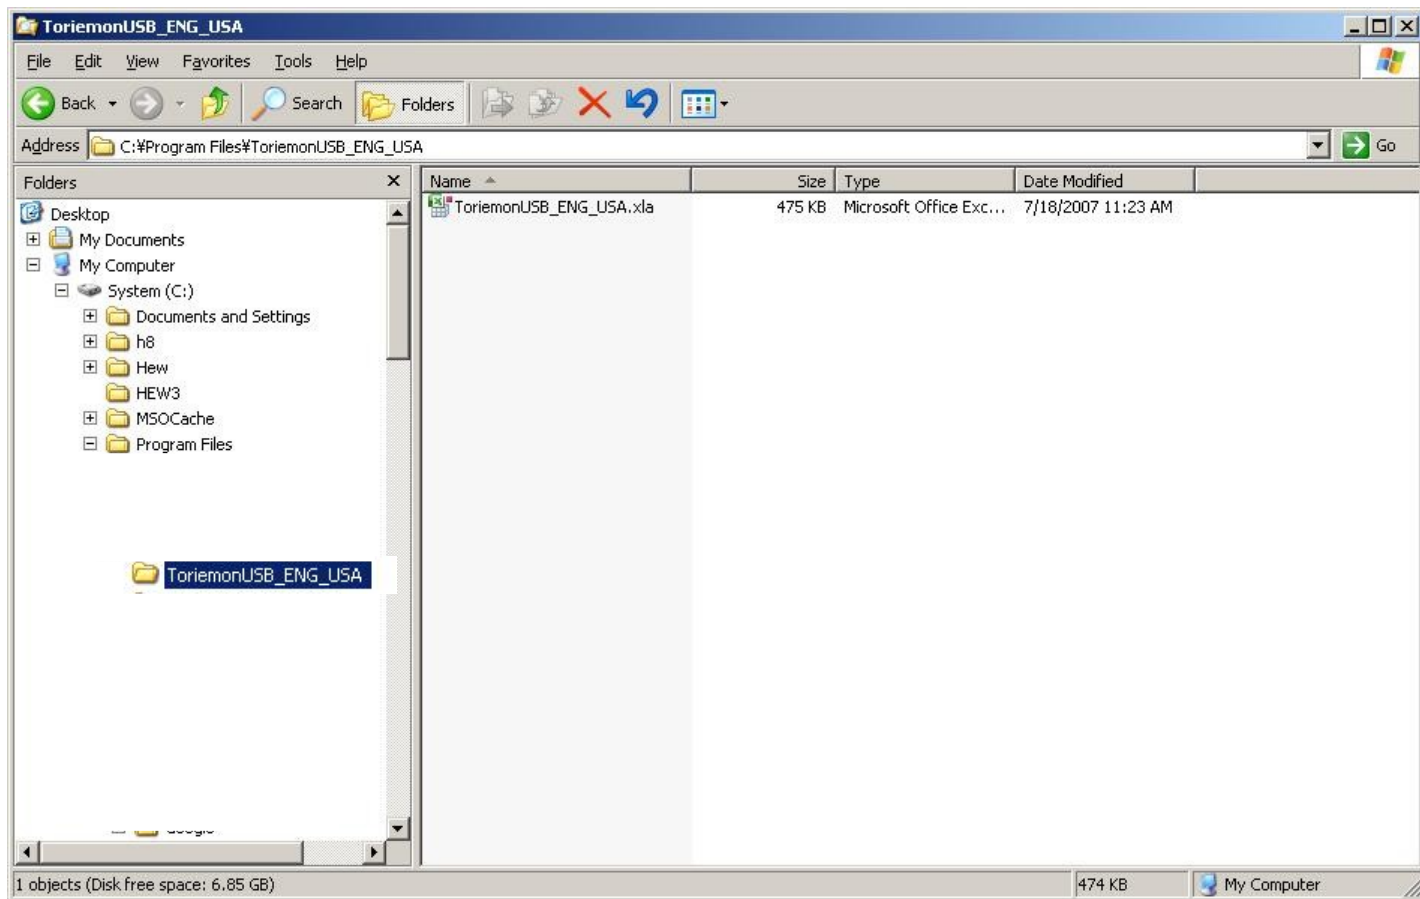 ToriemonUSB_ENG_USA
File Edit View Favorites Tools Help
Back Search Folders
Address C:¥Program Files¥ToriemonUSB_ENG_USA Go
Folders
Name Size Type Date Modified
ToriemonUSB_ENG_USA.xla 475 KB Microsoft Office Exc... 7/18/2007 11:23 AM
Desktop
My Documents
My Computer
System (C:)
Documents and Settings
h8
Hew
HEW3
MSOCache
Program Files
ToriemonUSB_ENG_USA
1 objects (Disk free space: 6.85 GB) 474 KB My Computer